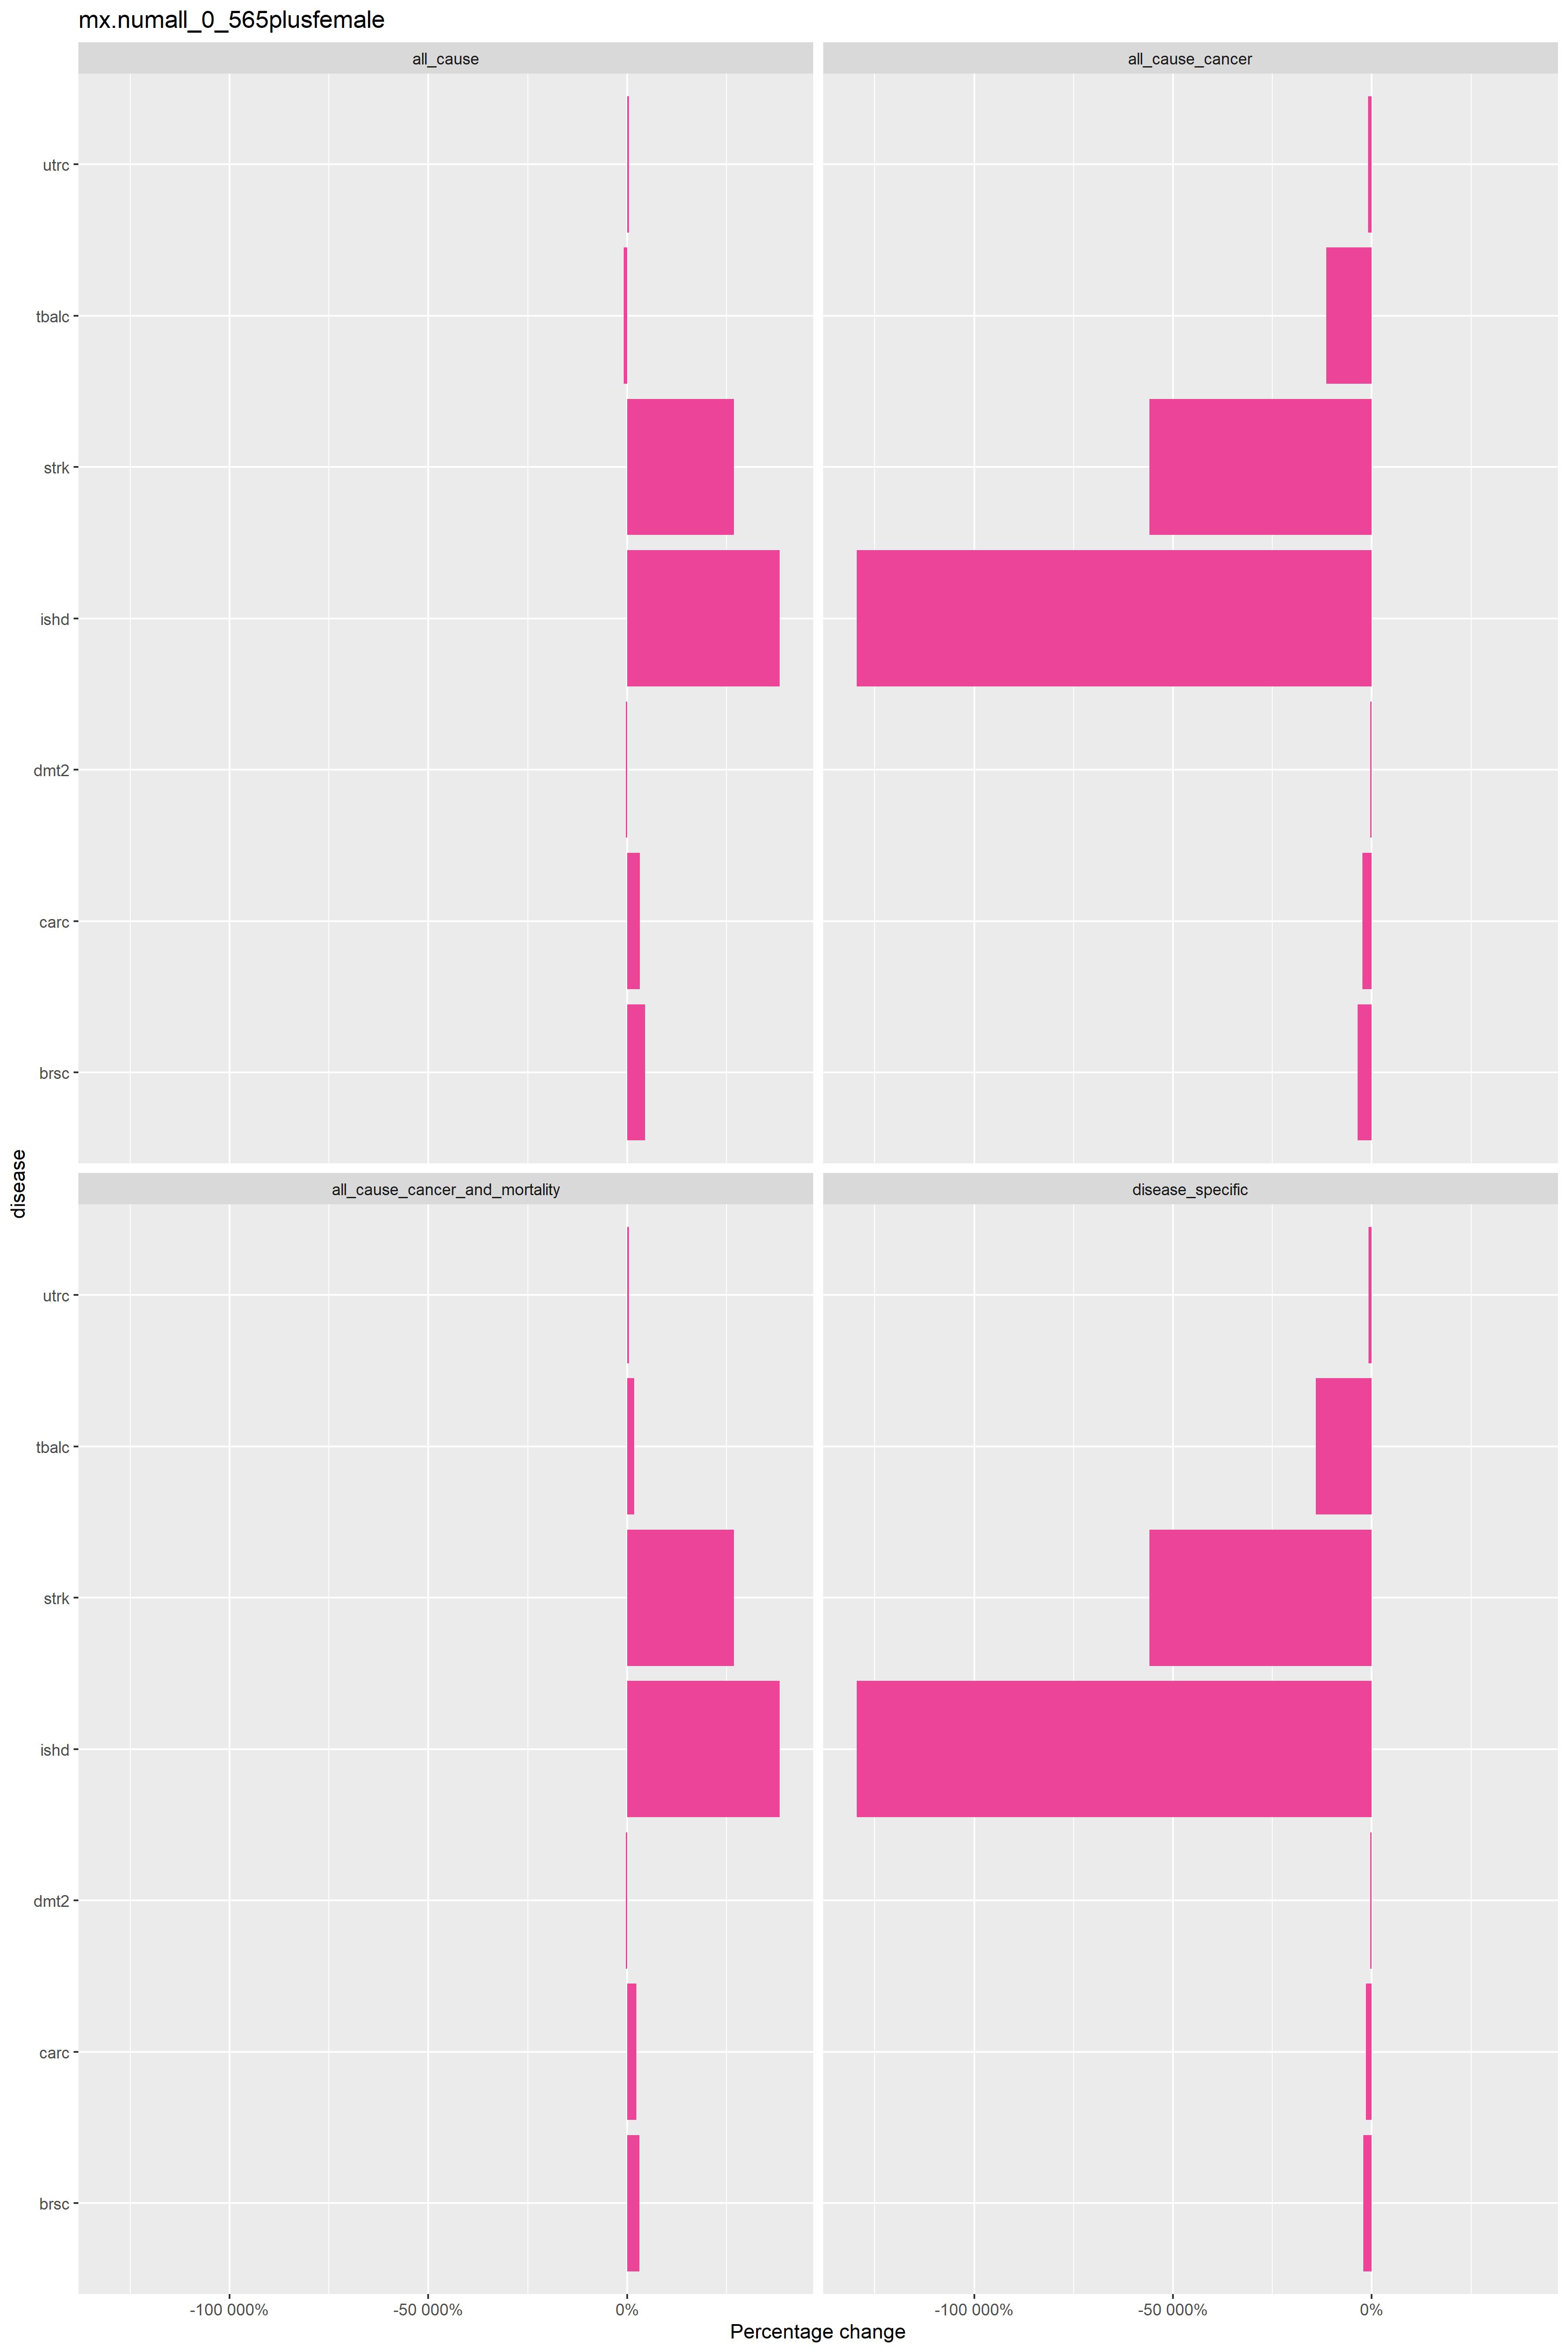 mx.numall_0_565plusfemale
all_cause
all_cause_cancer
utrc
tbalc
strk
ishd
dmt2
carc
brsc
disease
all_cause_cancer_and_mortality
disease_specific
utrc
tbalc
strk
ishd
dmt2
carc
brsc
-100 000%
-50 000%
0%
-100 000%
-50 000%
0%
Percentage change